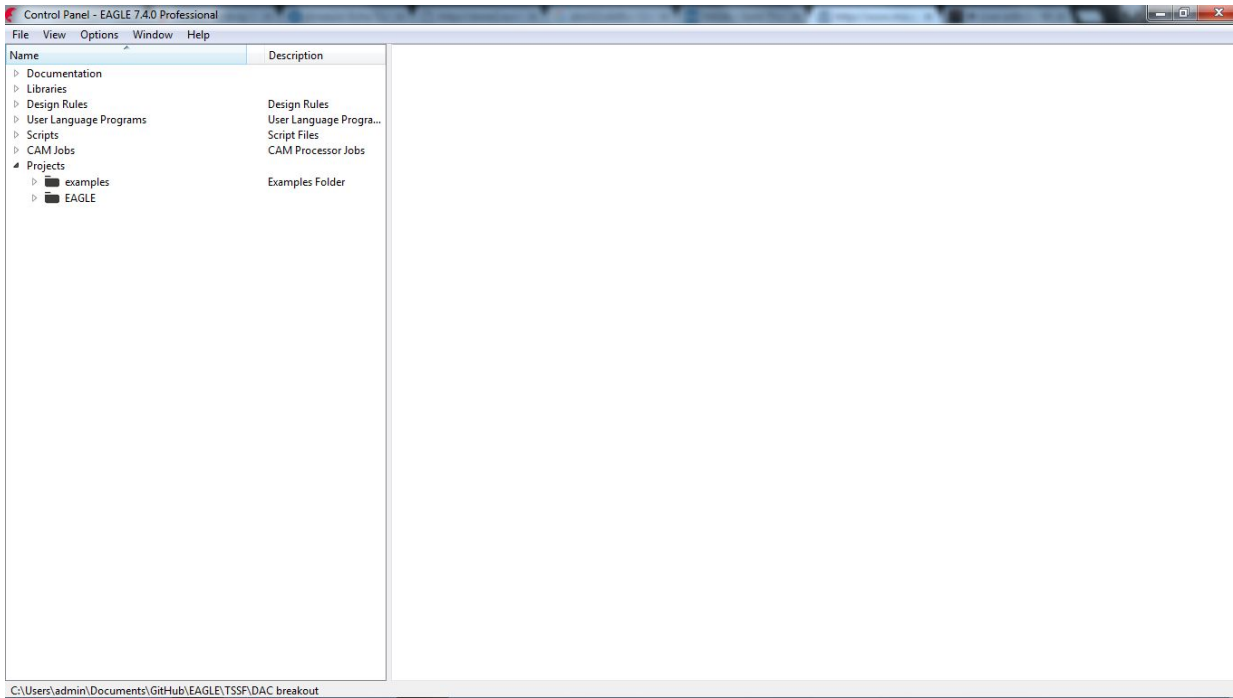 Control Panel - EAGLE 7.4.0 Professional
File View Options Window Help
Name Description
Documentation
Libraries
Design Rules Design Rules
User Language Programs User Language Progra...
Scripts Script Files
CAM Jobs CAM Processor Jobs
Projects
examples Examples Folder
EAGLE
C:\Users\admin\Documents\GitHub\EAGLE\TSSF\DAC breakout